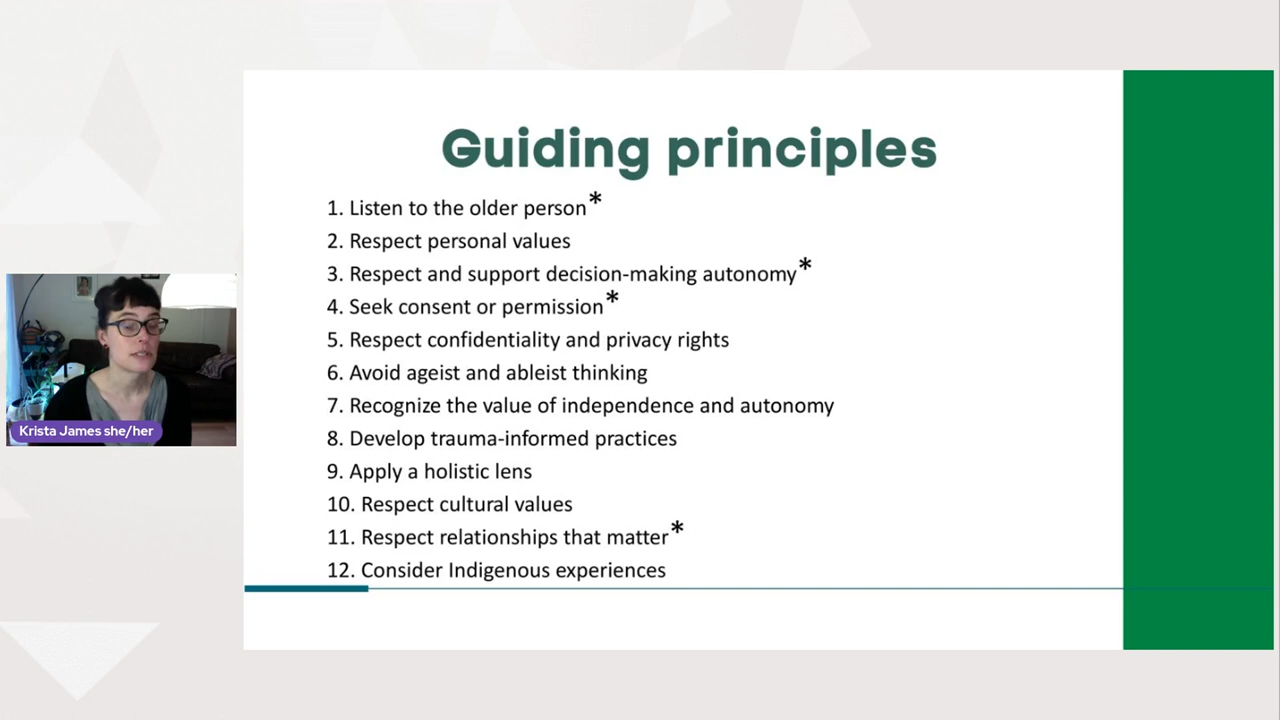 Guiding principles
1. Listen to the older person*
2. Respect personal values
3. Respect and support decision-making autonomy*
4. Seek consent or permission*
5. Respect confidentiality and privacy rights
6. Avoid ageist and ableist thinking
7. Recognize the value of independence and autonomy
8. Develop trauma-informed practices
9. Apply a holistic lens
10. Respect cultural values
11. Respect relationships that matter*
12. Consider Indigenous experiences
Krista James she/her